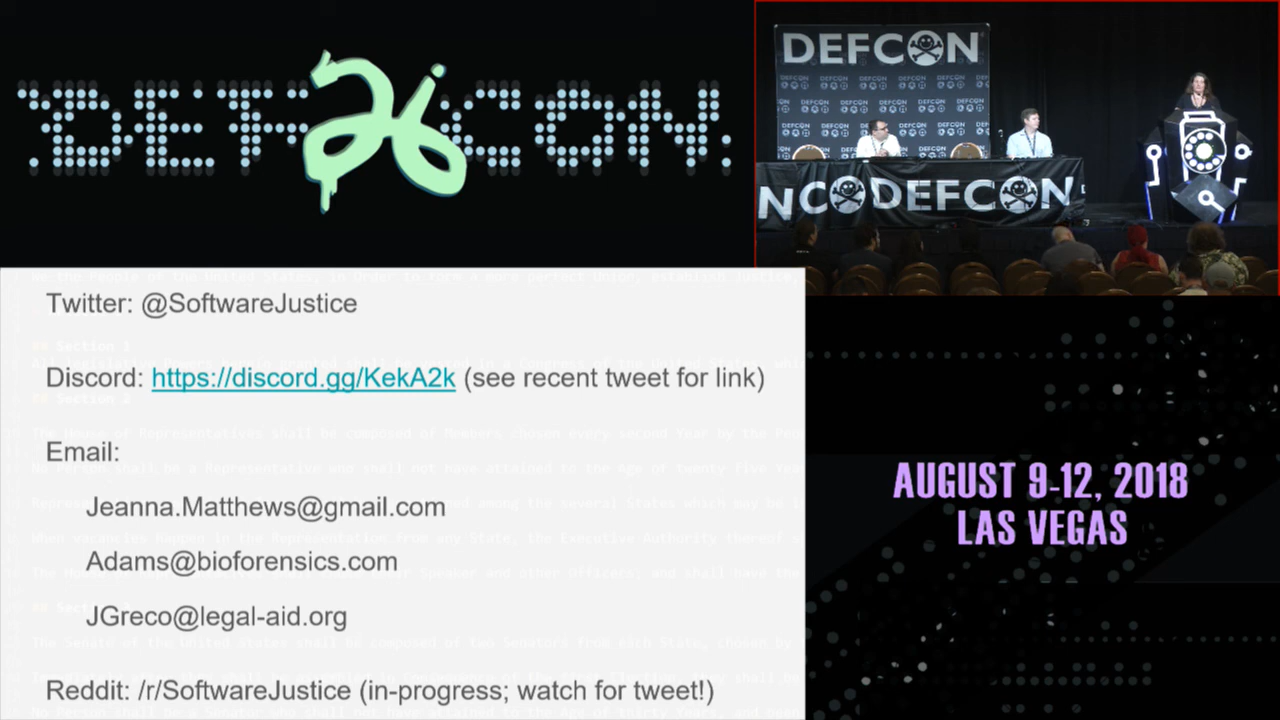 DEF CON 26
DEFCON
NCODEFCON
Twitter: @SoftwareJustice
Discord: https://discord.gg/KekA2k (see recent tweet for link)
Email:
Jeanna.Matthews@gmail.com
Adams@bioforensics.com
JGreco@legal-aid.org
Reddit: /r/SoftwareJustice (in-progress; watch for tweet!)
AUGUST 9-12, 2018
LAS VEGAS